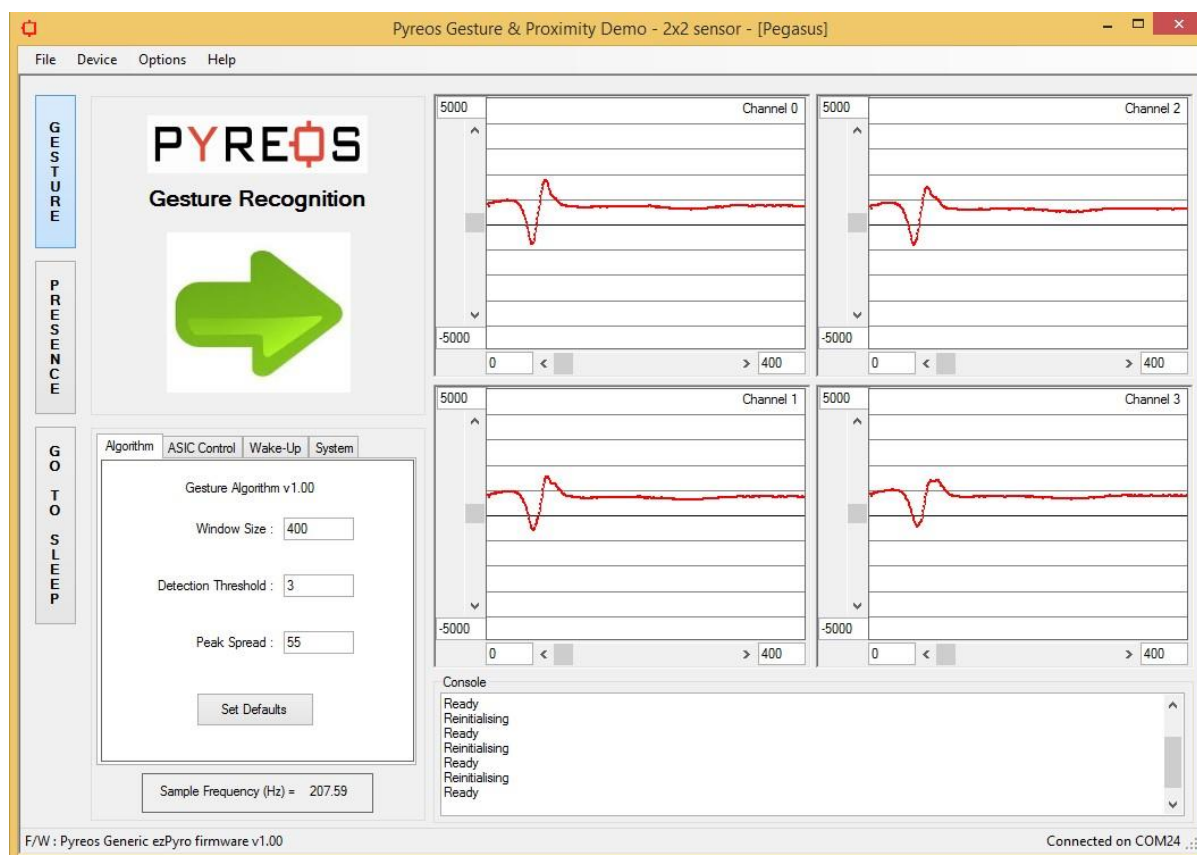 Pyreos Gesture & Proximity Demo - 2x2 sensor - [Pegasus]
File Device Options Help
GESTURE
PRESENCE
GO TO SLEEP
PYREOS
Gesture Recognition
Algorithm ASIC Control Wake-Up System
Gesture Algorithm v1.00
Window Size : 400
Detection Threshold : 3
Peak Spread : 55
Set Defaults
Sample Frequency (Hz) = 207.59
5000 Channel 0
-5000
0 < > 400
5000 Channel 2
-5000
0 < > 400
5000 Channel 1
-5000
0 < > 400
5000 Channel 3
-5000
0 < > 400
Console
Ready
Reinitialising
Ready
Reinitialising
Ready
Reinitialising
Ready
F/W : Pyreos Generic ezPyro firmware v1.00 Connected on COM24